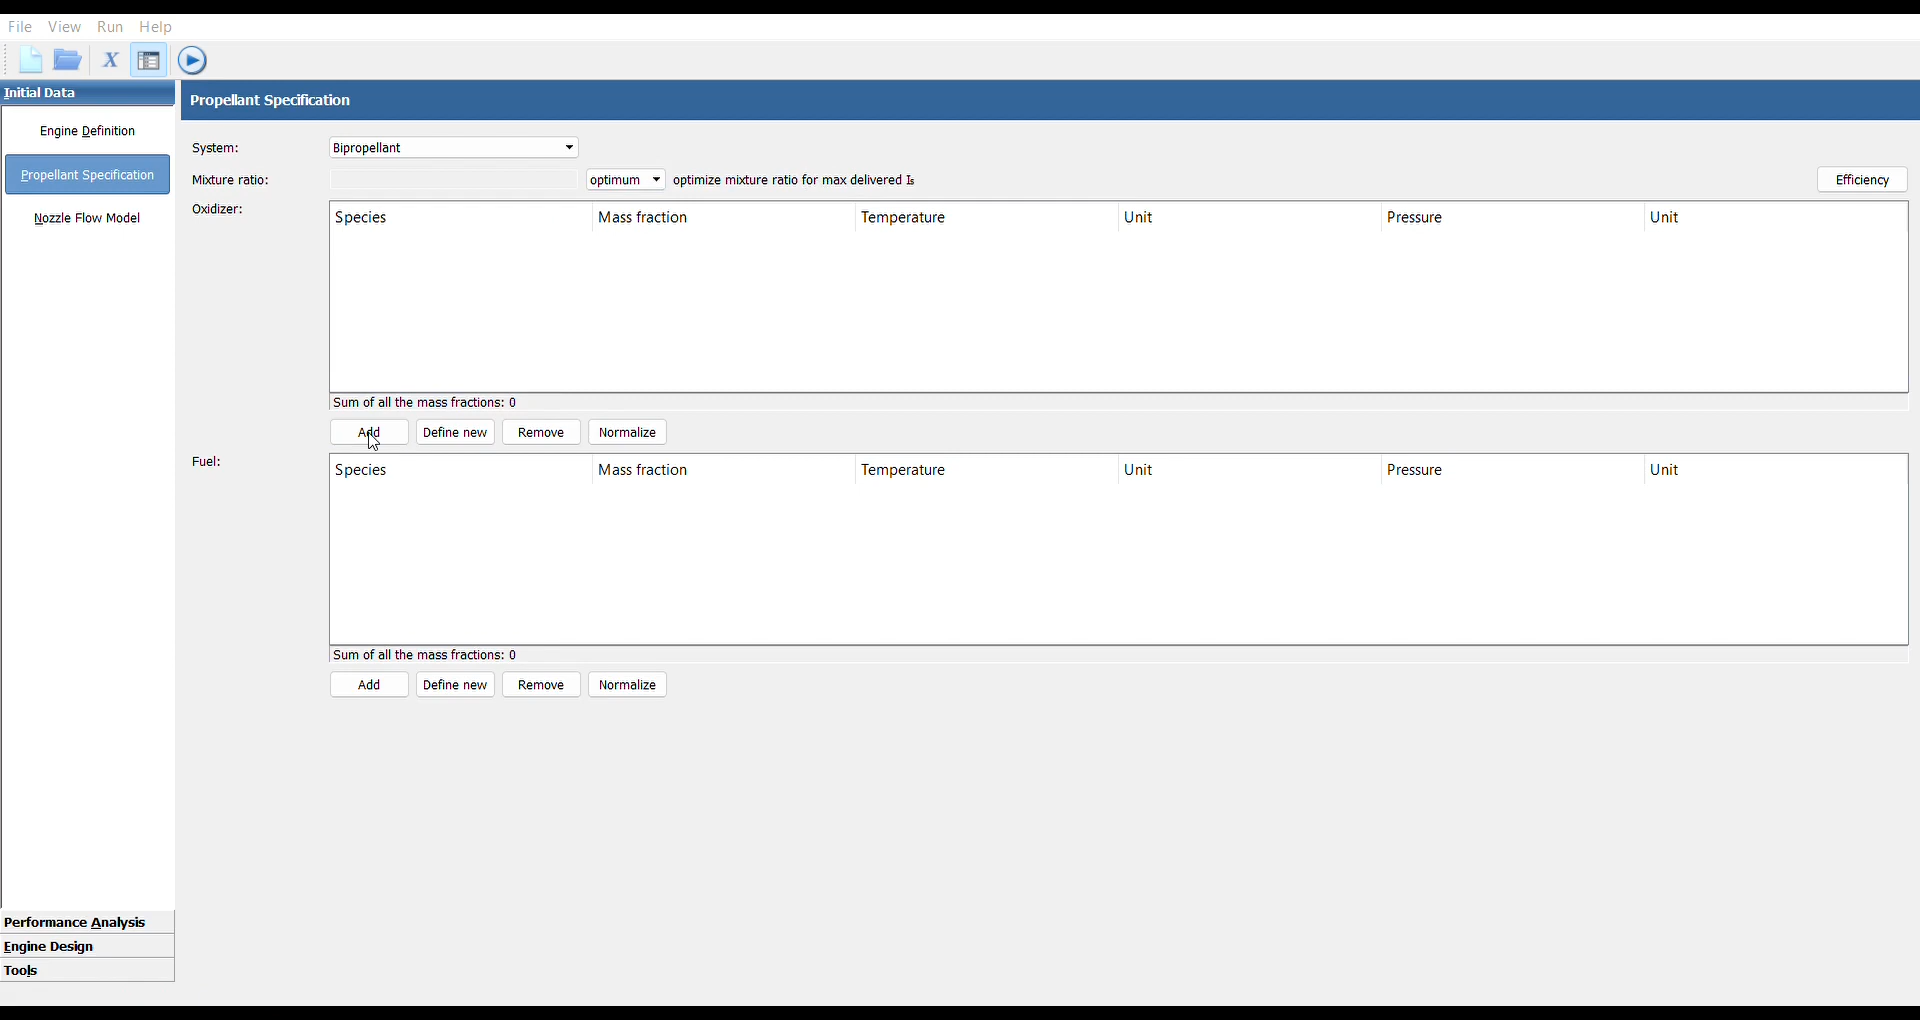 File View Run Help
X
Initial Data
Propellant Specification
Engine Definition
Propellant Specification
Nozzle Flow Model
System: Bipropellant
Mixture ratio: optimum optimize mixture ratio for max delivered Is
Efficiency
Oxidizer:
Species Mass fraction Temperature Unit Pressure Unit
Sum of all the mass fractions: 0
Add Define new Remove Normalize
Fuel:
Species Mass fraction Temperature Unit Pressure Unit
Sum of all the mass fractions: 0
Add Define new Remove Normalize
Performance Analysis
Engine Design
Tools